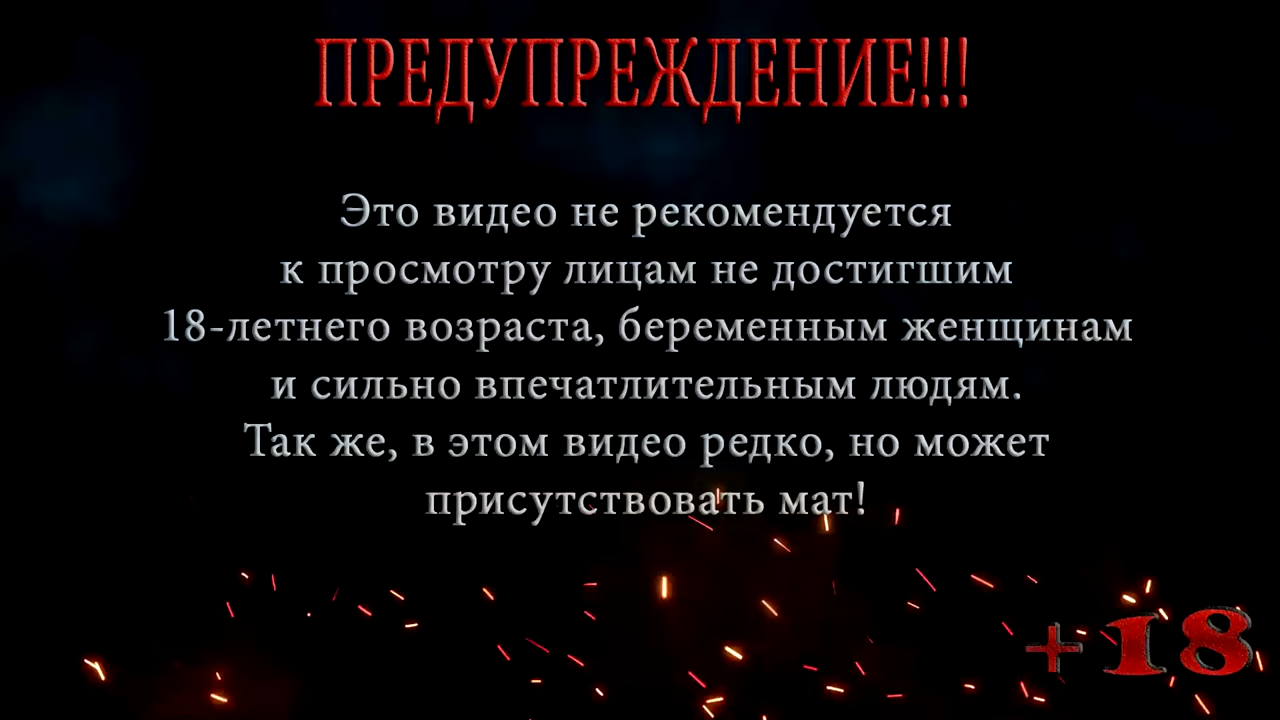 ПРЕДУПРЕЖДЕНИЕ!!!
Это видео не рекомендуется
к просмотру лицам не достигшим
18-летнего возраста, беременным женщинам
и сильно впечатлительным людям.
Так же, в этом видео редко, но может
присутствовать мат!
+18